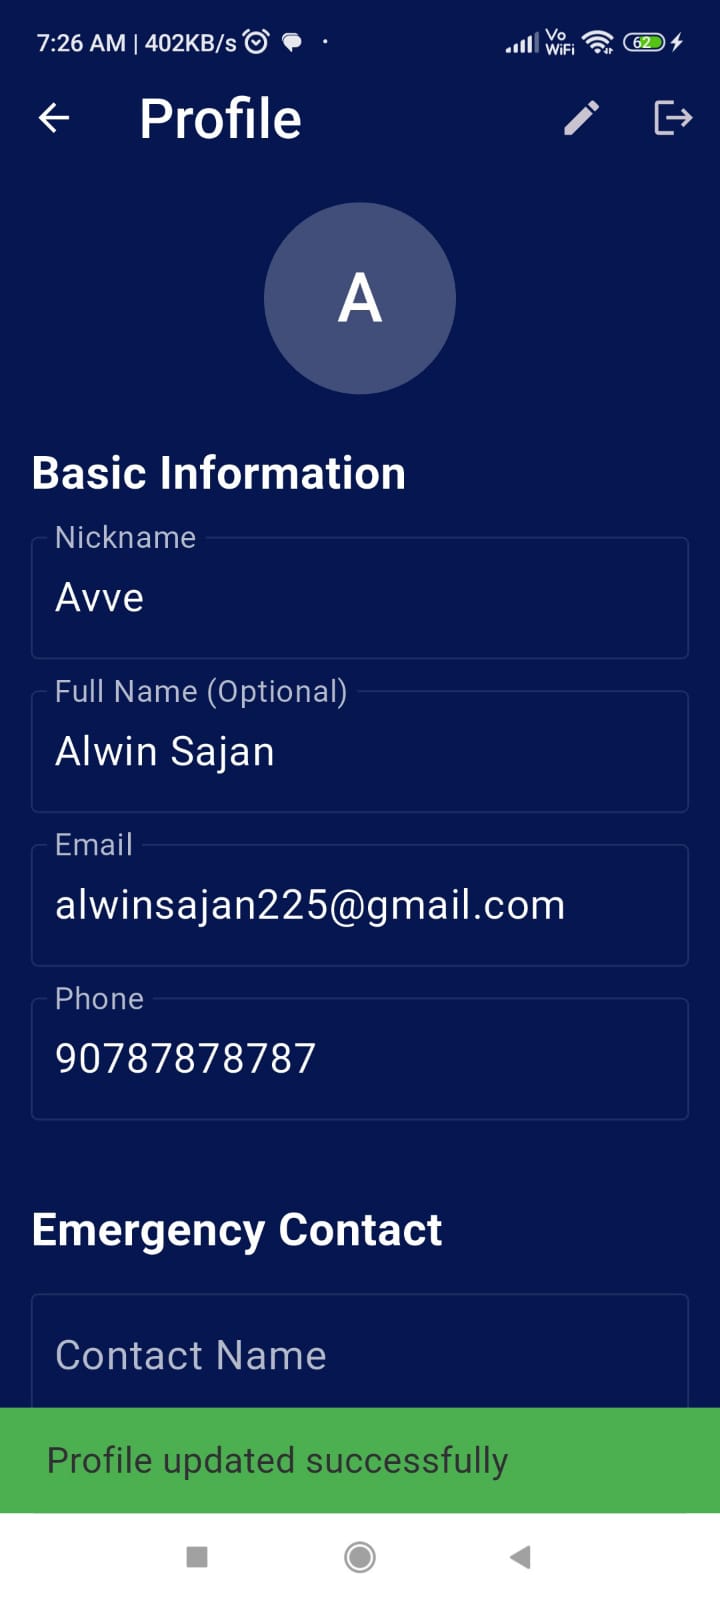 7:26 AM | 402KB/s
Vo
WiFi
62
Profile
A
Basic Information
Nickname
Avve
Full Name (Optional)
Alwin Sajan
Email
alwinsajan225@gmail.com
Phone
90787878787
Emergency Contact
Contact Name
Profile updated successfully